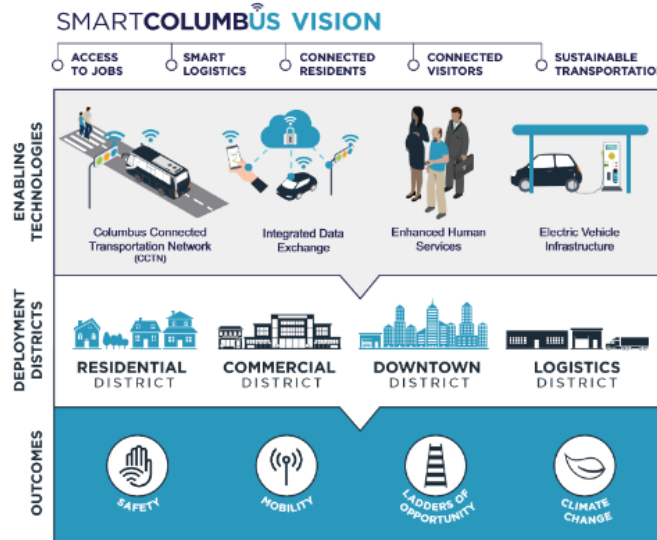 SMARTCOLUMBUS VISION
ACCESS
TO JOBS
SMART
LOGISTICS
CONNECTED
RESIDENTS
CONNECTED
VISITORS
SUSTAINABLE
TRANSPORTATION
ENABLING
TECHNOLOGIES
Columbus Connected
Transportation Network
(CCTN)
Integrated Data
Exchange
Enhanced Human
Services
Electric Vehicle
Infrastructure
DEPLOYMENT
DISTRICTS
RESIDENTIAL
DISTRICT
COMMERCIAL
DISTRICT
DOWNTOWN
DISTRICT
LOGISTICS
DISTRICT
OUTCOMES
SAFETY
MOBILITY
LADDERS OF
OPPORTUNITY
CLIMATE
CHANGE